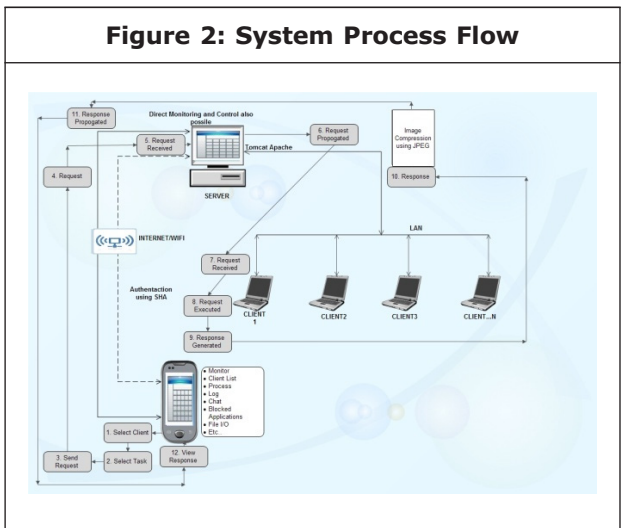 Figure 2: System Process Flow
11. Response
Propogated
Direct Monitoring and Control also
possile
5. Request
Received
6. Request
Propogated
Image
Compression
using JPEG
Tomcat Apache
4. Request
10. Response
SERVER
INTERNET/WIFI
LAN
7. Request
Received
Authentaction
using SHA
8. Request
Executed
CLIENT
1
CLIENT2
CLIENT3
CLIENT...N
9. Response
Generated
• Monitor
• Client List
• Process
• Log
• Chat
• Blocked
Applications
• File I/O
• Etc..
1. Select Client
3. Send
Request
2. Select Task
12. View
Response